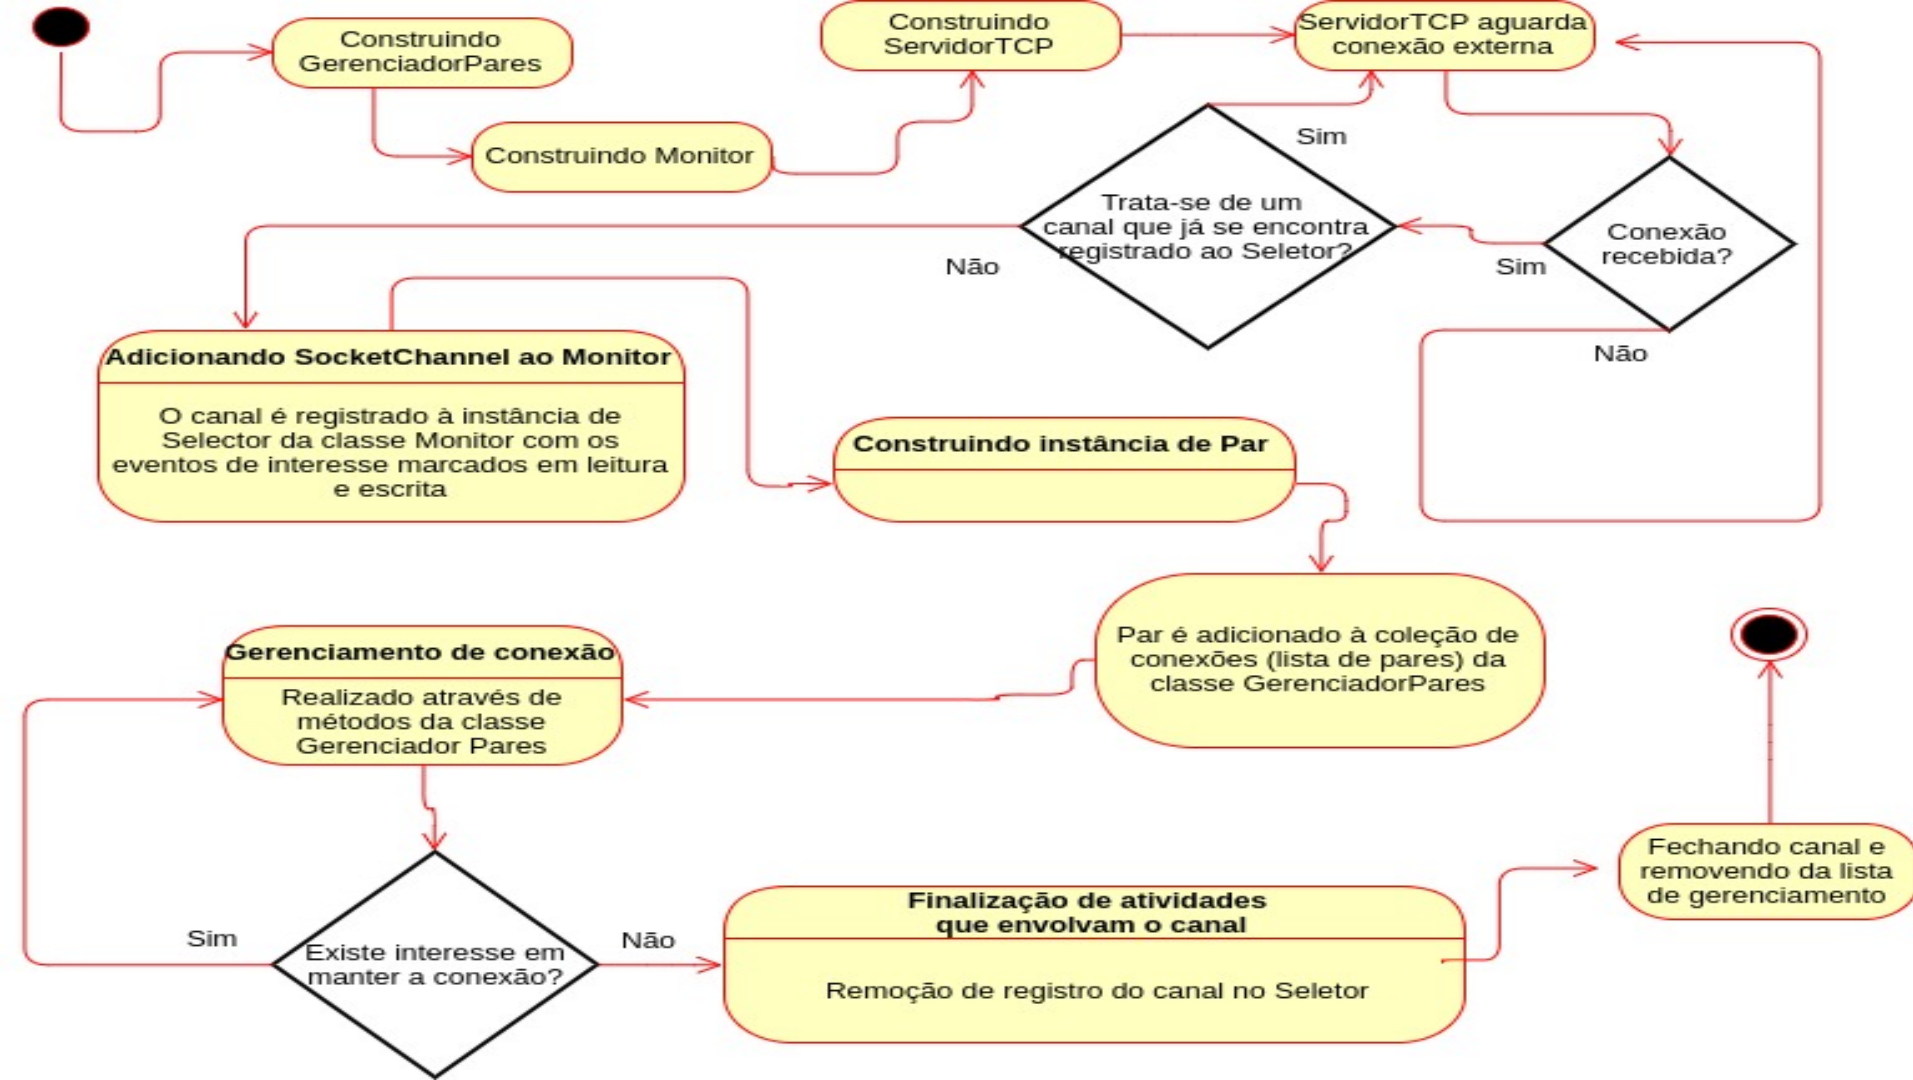 Construindo
GerenciadorPares
Construindo Monitor
Construindo
ServidorTCP
ServidorTCP aguarda
conexão externa
Conexão
recebida?
Sim
Não
Trata-se de um
canal que já se encontra
registrado ao Seletor?
Sim
Não
Adicionando SocketChannel ao Monitor
O canal é registrado à instância de
Selector da classe Monitor com os
eventos de interesse marcados em leitura
e escrita
Construindo instância de Par
Par é adicionado à coleção de
conexões (lista de pares) da
classe GerenciadorPares
Gerenciamento de conexão
Realizado através de
métodos da classe
Gerenciador Pares
Existe interesse em
manter a conexão?
Sim
Não
Finalização de atividades
que envolvam o canal
Remoção de registro do canal no Seletor
Fechando canal e
removendo da lista
de gerenciamento